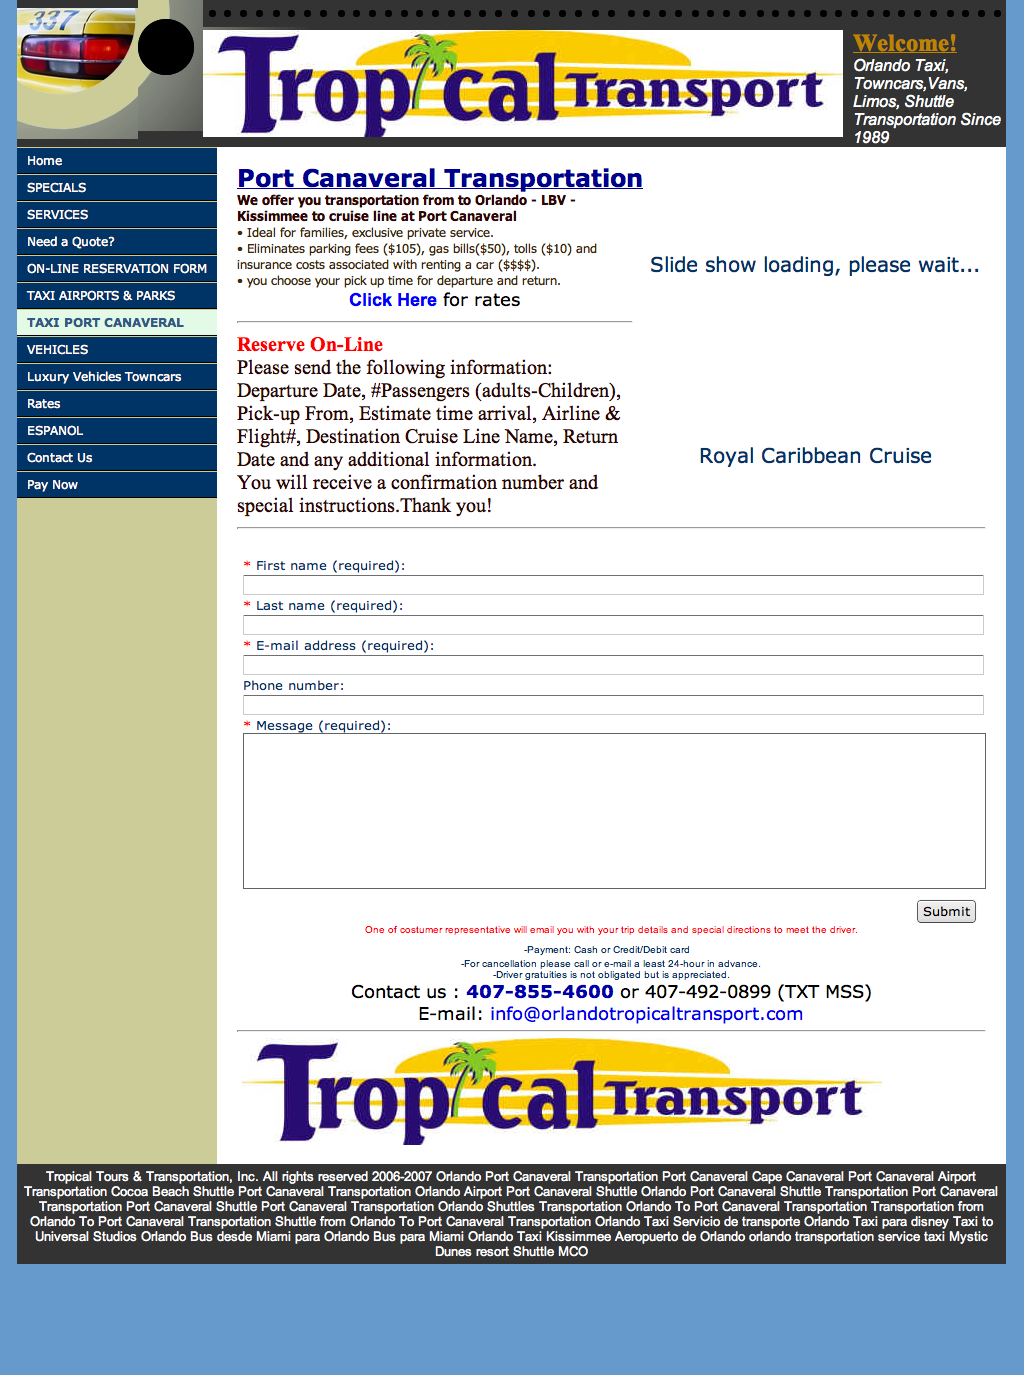 337
Tropical Transport
Welcome!
Orlando Taxi,
Towncars,Vans,
Limos, Shuttle
Transportation Since
1989
Home
SPECIALS
SERVICES
Need a Quote?
ON-LINE RESERVATION FORM
TAXI AIRPORTS & PARKS
TAXI PORT CANAVERAL
VEHICLES
Luxury Vehicles Towncars
Rates
ESPANOL
Contact Us
Pay Now
Port Canaveral Transportation
We offer you transportation from to Orlando - LBV -
Kissimmee to cruise line at Port Canaveral
• Ideal for families, exclusive private service.
• Eliminates parking fees ($105), gas bills($50), tolls ($10) and
insurance costs associated with renting a car ($$$$).
• you choose your pick up time for departure and return.
Click Here for rates
Slide show loading, please wait...
Reserve On-Line
Please send the following information:
Departure Date, #Passengers (adults-Children),
Pick-up From, Estimate time arrival, Airline &
Flight#, Destination Cruise Line Name, Return
Date and any additional information.
You will receive a confirmation number and
special instructions.Thank you!
Royal Caribbean Cruise
* First name (required):
* Last name (required):
* E-mail address (required):
Phone number:
* Message (required):
Submit
One of costumer representative will email you with your trip details and special directions to meet the driver.
-Payment: Cash or Credit/Debit card
-For cancellation please call or e-mail a least 24-hour in advance.
-Driver gratuities is not obligated but is appreciated.
Contact us : 407-855-4600 or 407-492-0899 (TXT MSS)
E-mail: info@orlandotropicaltransport.com
Tropical Transport
Tropical Tours & Transportation, Inc. All rights reserved 2006-2007 Orlando Port Canaveral Transportation Port Canaveral Cape Canaveral Port Canaveral Airport
Transportation Cocoa Beach Shuttle Port Canaveral Transportation Orlando Airport Port Canaveral Shuttle Orlando Port Canaveral Shuttle Transportation Port Canaveral
Transportation Port Canaveral Shuttle Port Canaveral Transportation Orlando Shuttles Transportation Orlando To Port Canaveral Transportation Transportation from
Orlando To Port Canaveral Transportation Shuttle from Orlando To Port Canaveral Transportation Orlando Taxi Servicio de transporte Orlando Taxi para disney Taxi to
Universal Studios Orlando Bus desde Miami para Orlando Bus para Miami Orlando Taxi Kissimmee Aeropuerto de Orlando orlando transportation service taxi Mystic
Dunes resort Shuttle MCO